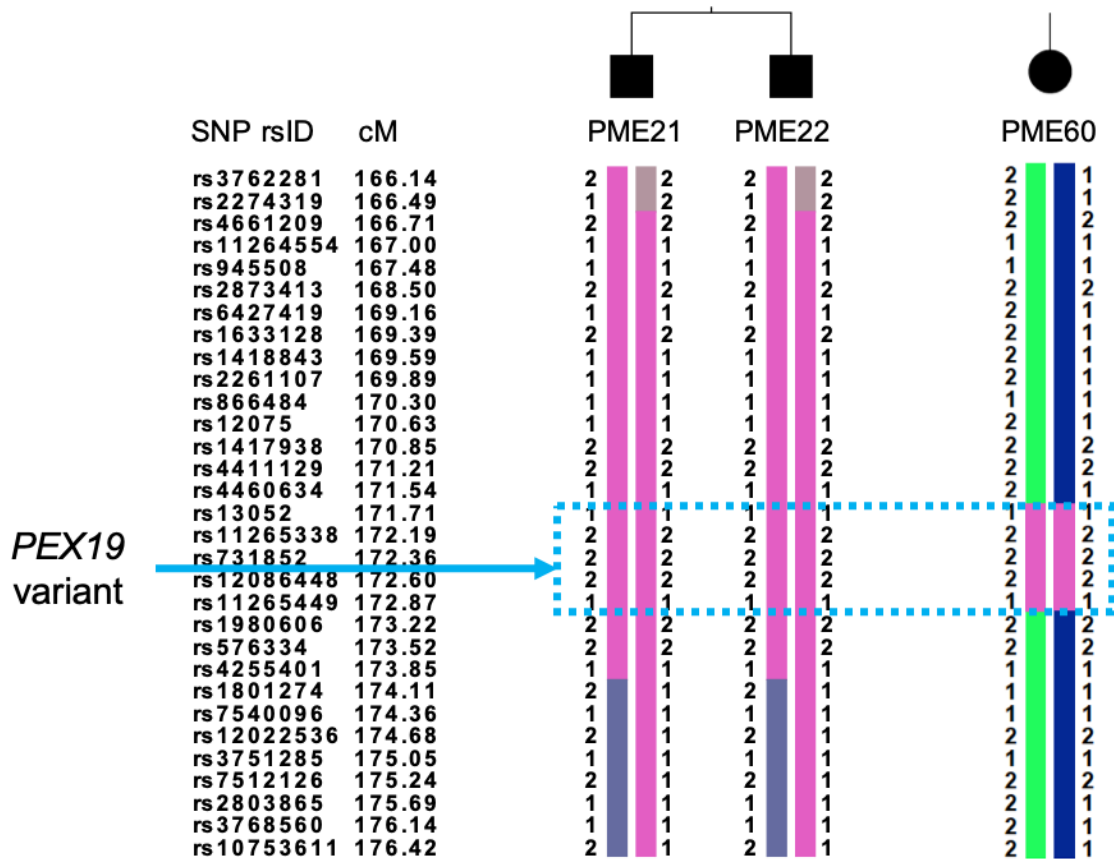 SNP rsID cM PME21 PME22 PME60
rs3762281 166.14 2 2 2 2 2 1
rs2274319 166.49 1 2 1 2 2 1
rs4661209 166.71 2 2 2 2 2 2
rs11264554 167.00 1 1 1 1 1 1
rs945508 167.48 1 1 1 1 1 1
rs2873413 168.50 2 2 2 2 2 2
rs6427419 169.16 1 1 1 1 2 1
rs1633128 169.39 2 2 2 2 2 1
rs1418843 169.59 1 1 1 1 2 1
rs2261107 169.89 1 1 1 1 2 1
rs866484 170.30 1 1 1 1 1 1
rs12075 170.63 1 1 1 1 1 1
rs1417938 170.85 2 2 2 2 2 2
rs4411129 171.21 2 2 2 2 2 2
rs4460634 171.54 1 1 1 1 2 1
rs13052 171.71 1 1 1 1 1 1
rs11265338 172.19 2 2 2 2 2 2
rs731852 172.36 2 2 2 2 2 2
rs12086448 172.60 2 2 2 2 2 2
rs11265449 172.87 1 1 1 1 1 1
rs1980606 173.22 2 2 2 2 2 2
rs576334 173.52 2 2 2 2 2 2
rs4255401 173.85 1 1 1 1 1 1
rs1801274 174.11 2 1 2 1 1 1
rs7540096 174.36 1 1 1 1 1 1
rs12022536 174.68 2 1 2 1 2 2
rs3751285 175.05 1 1 1 1 1 1
rs7512126 175.24 2 1 2 1 2 2
rs2803865 175.69 1 1 1 1 2 1
rs3768560 176.14 1 1 1 1 2 1
rs10753611 176.42 2 1 2 1 2 1
PEX19
variant